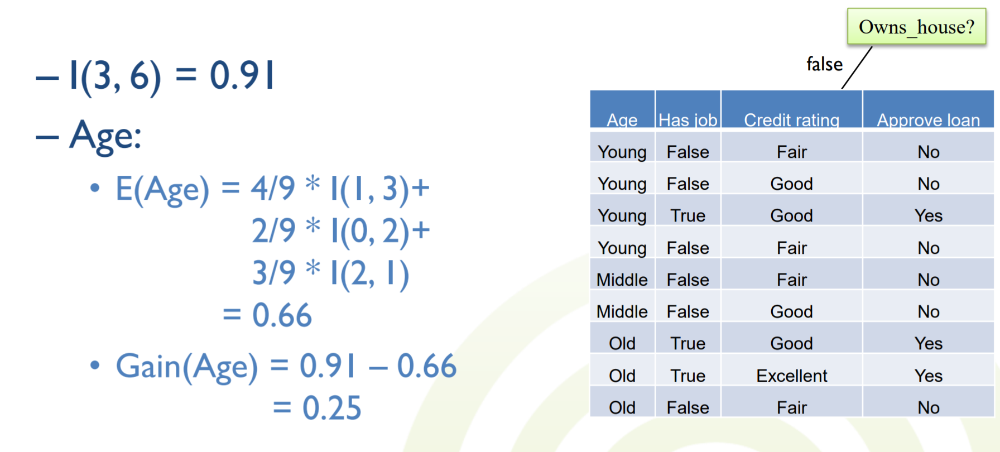 – I(3, 6) = 0.91
– Age:
• E(Age) = 4/9 * I(1, 3)+
2/9 * I(0, 2)+
3/9 * I(2, 1)
= 0.66
• Gain(Age) = 0.91 – 0.66
= 0.25
Owns_house?
false
Age Has job Credit rating Approve loan
Young False Fair No
Young False Good No
Young True Good Yes
Young False Fair No
Middle False Fair No
Middle False Good No
Old True Good Yes
Old True Excellent Yes
Old False Fair No